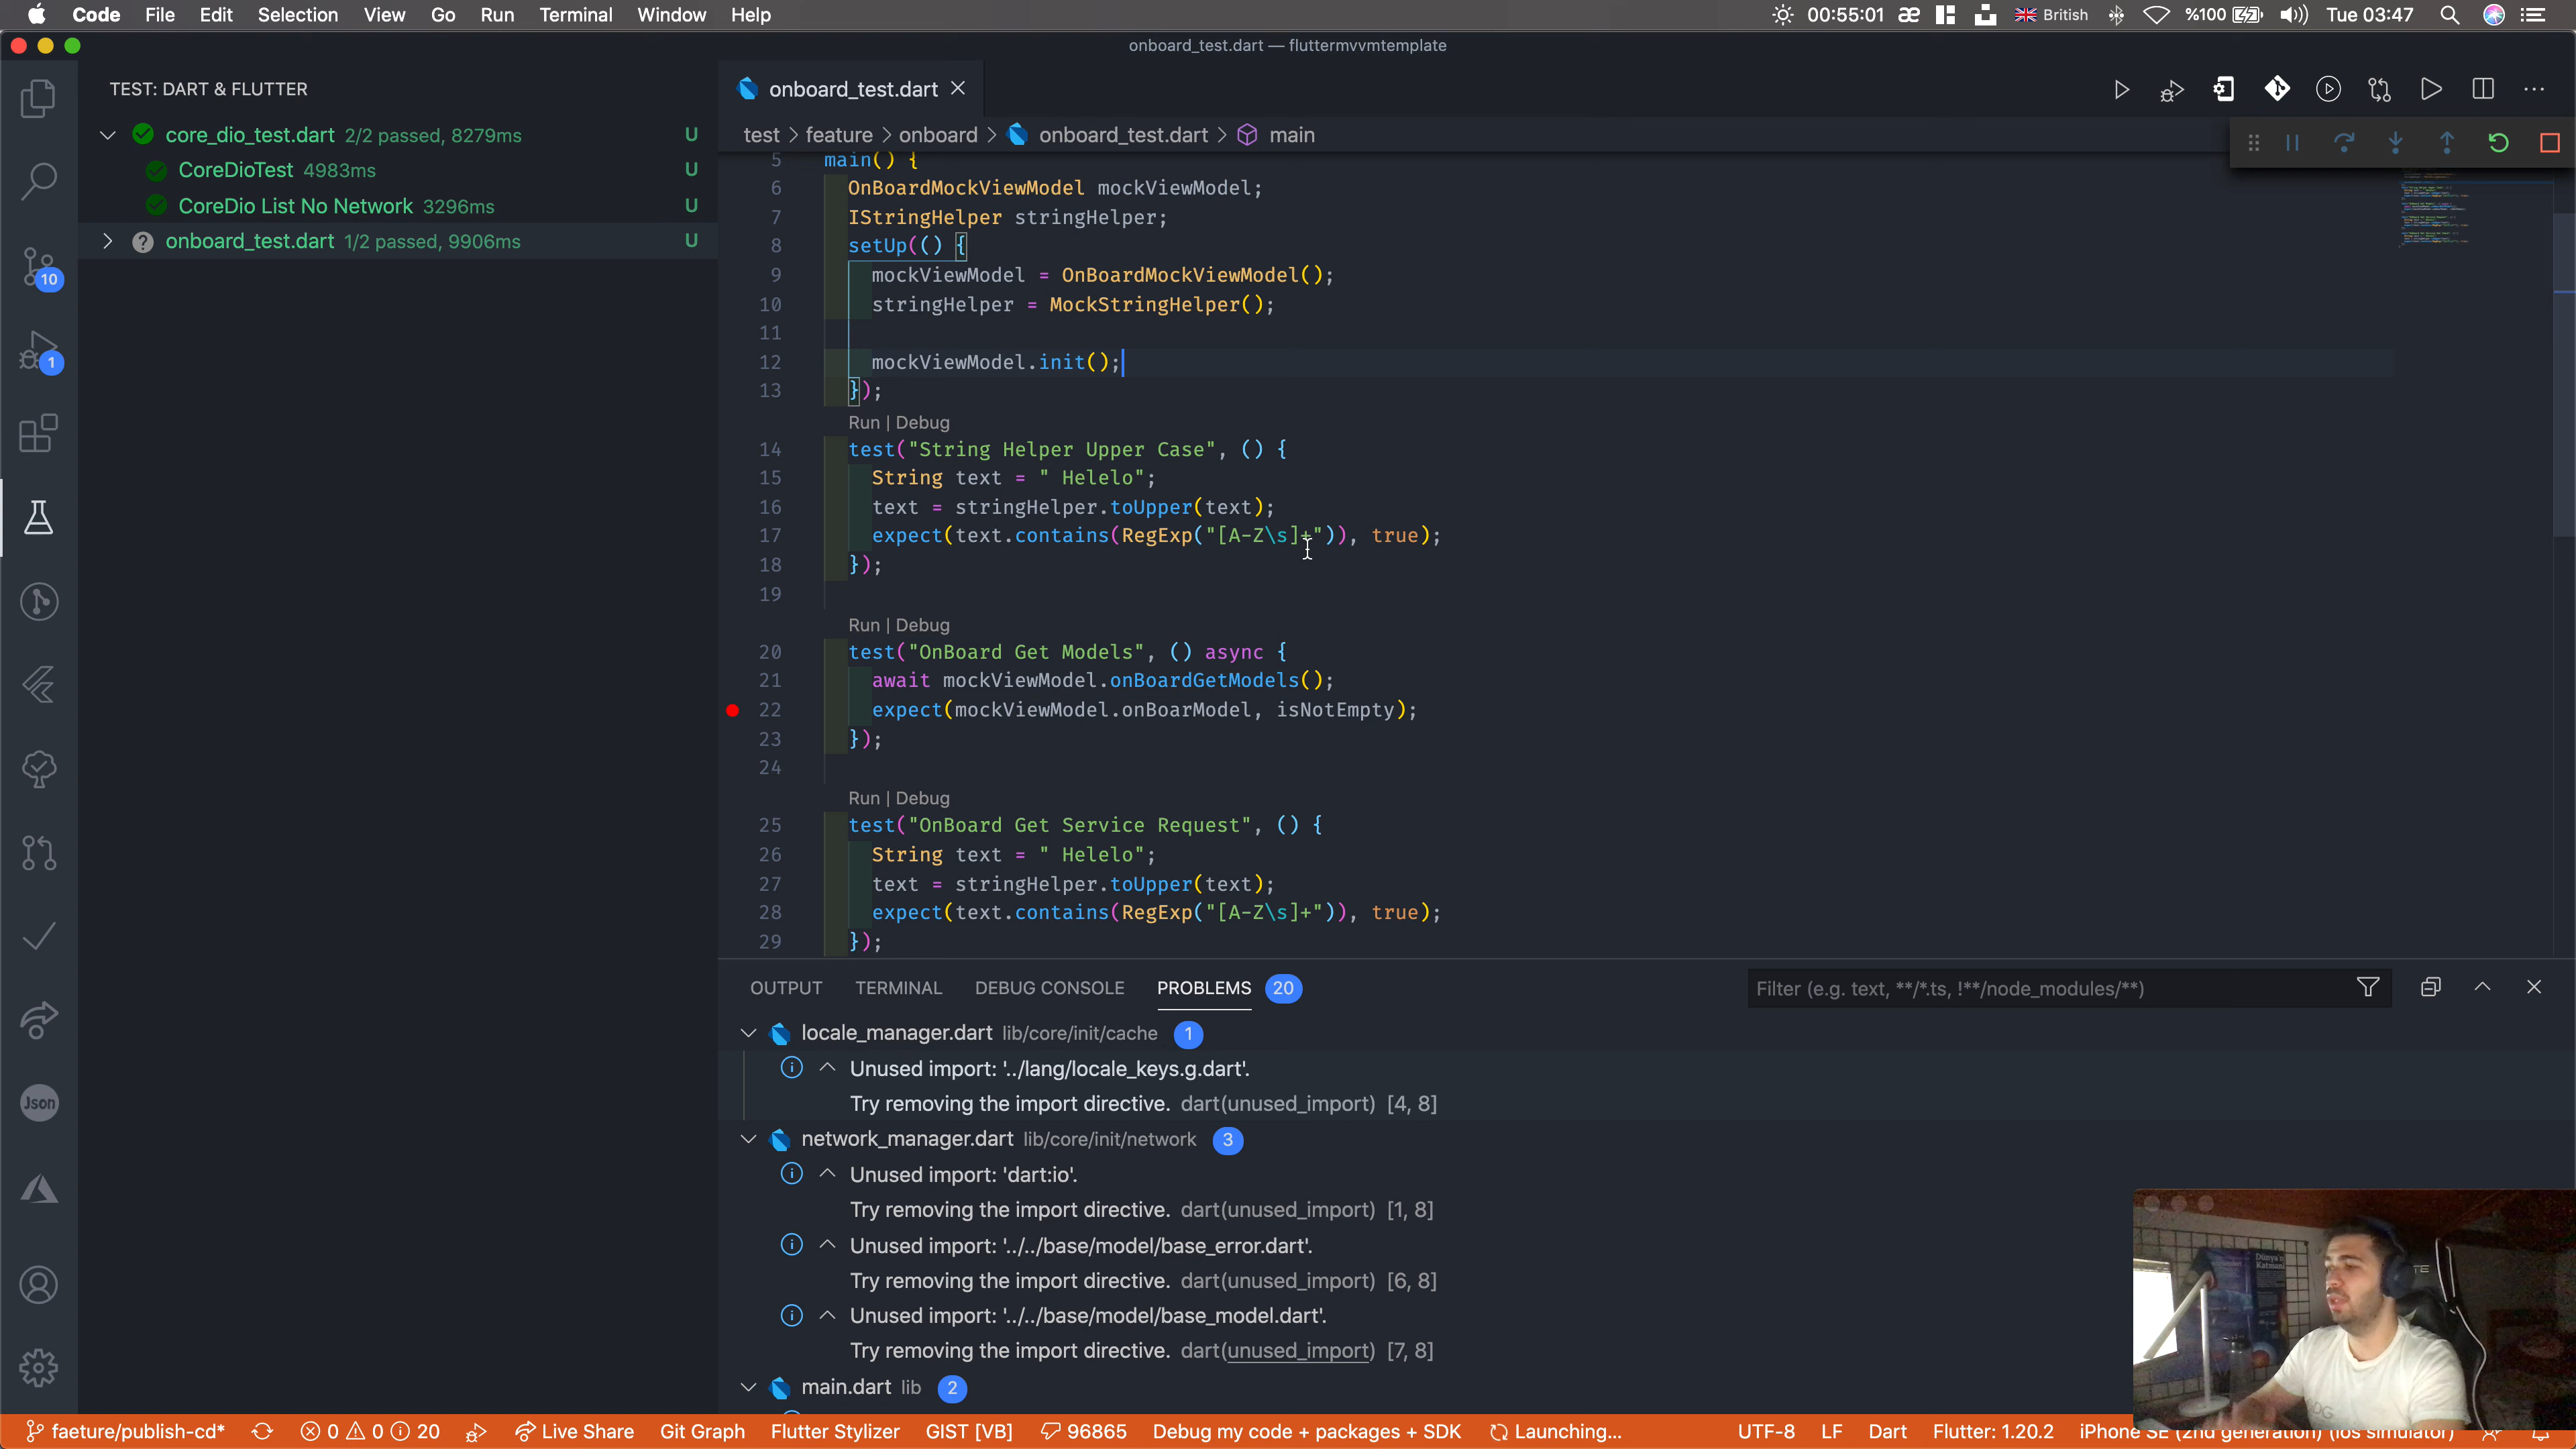 Code File Edit Selection View Go Run Terminal Window Help 00:55:01 æ British %100 Tue 03:47
onboard_test.dart — fluttermvvmtemplate
TEST: DART & FLUTTER
core_dio_test.dart 2/2 passed, 8279ms U
CoreDioTest 4983ms U
CoreDio List No Network 3296ms U
onboard_test.dart 1/2 passed, 9906ms U
10
1
Json
onboard_test.dart
test > feature > onboard > onboard_test.dart > main
5 main() {
6 OnBoardMockViewModel mockViewModel;
7 IStringHelper stringHelper;
8 setUp(() {
9 mockViewModel = OnBoardMockViewModel();
10 stringHelper = MockStringHelper();
11
12 mockViewModel.init();
13 });
Run | Debug
14 test("String Helper Upper Case", () {
15 String text = " Helelo";
16 text = stringHelper.toUpper(text);
17 expect(text.contains(RegExp("[A-Z\s]+")), true);
18 });
19
Run | Debug
20 test("OnBoard Get Models", () async {
21 await mockViewModel.onBoardGetModels();
22 expect(mockViewModel.onBoarModel, isNotEmpty);
23 });
24
Run | Debug
25 test("OnBoard Get Service Request", () {
26 String text = " Helelo";
27 text = stringHelper.toUpper(text);
28 expect(text.contains(RegExp("[A-Z\s]+")), true);
29 });
OUTPUT TERMINAL DEBUG CONSOLE PROBLEMS 20 Filter (e.g. text, **/*.ts, !**/node_modules/**)
locale_manager.dart lib/core/init/cache 1
Unused import: '../lang/locale_keys.g.dart'.
Try removing the import directive. dart(unused_import) [4, 8]
network_manager.dart lib/core/init/network 3
Unused import: 'dart:io'.
Try removing the import directive. dart(unused_import) [1, 8]
Unused import: '../../base/model/base_error.dart'.
Try removing the import directive. dart(unused_import) [6, 8]
Unused import: '../../base/model/base_model.dart'.
Try removing the import directive. dart(unused_import) [7, 8]
main.dart lib 2
Dünya'n
Katmanl
faeture/publish-cd* 0 0 20 Live Share Git Graph Flutter Stylizer GIST [VB] 96865 Debug my code + packages + SDK Launching... UTF-8 LF Dart Flutter: 1.20.2 iPhone SE (2nd generation) (ios simulator)